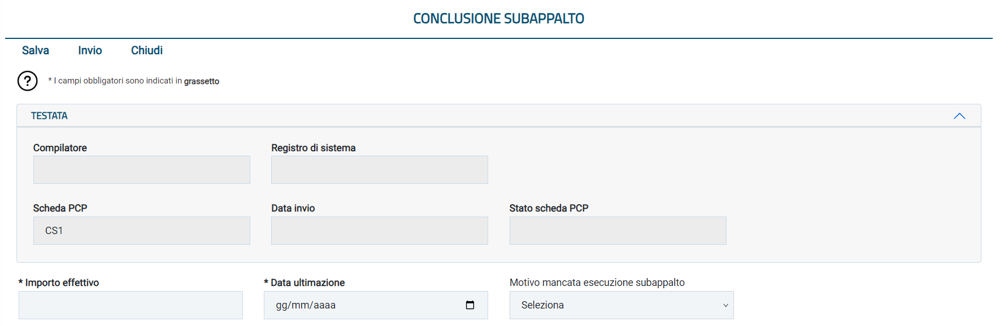 CONCLUSIONE SUBAPPALTO
Salva Invio Chiudi
? * I campi obbligatori sono indicati in grassetto
TESTATA
Compilatore Registro di sistema
Scheda PCP Data invio Stato scheda PCP
CS1
* Importo effettivo * Data ultimazione Motivo mancata esecuzione subappalto
gg/mm/aaaa Seleziona